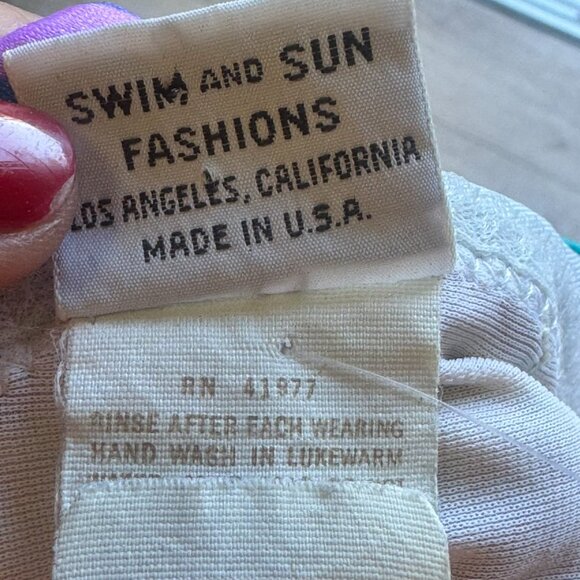 SWIM AND SUN
FASHIONS
LOS ANGELES, CALIFORNIA
MADE IN U.S.A.
RN 41977
RINSE AFTER EACH WEARING
HAND WASH IN LUKEWARM
WATER